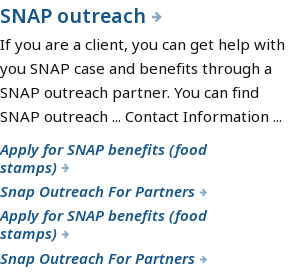 SNAP outreach
If you are a client, you can get help with
you SNAP case and benefits through a
SNAP outreach partner. You can find
SNAP outreach ... Contact Information ...
Apply for SNAP benefits (food
stamps)
Snap Outreach For Partners
Apply for SNAP benefits (food
stamps)
Snap Outreach For Partners